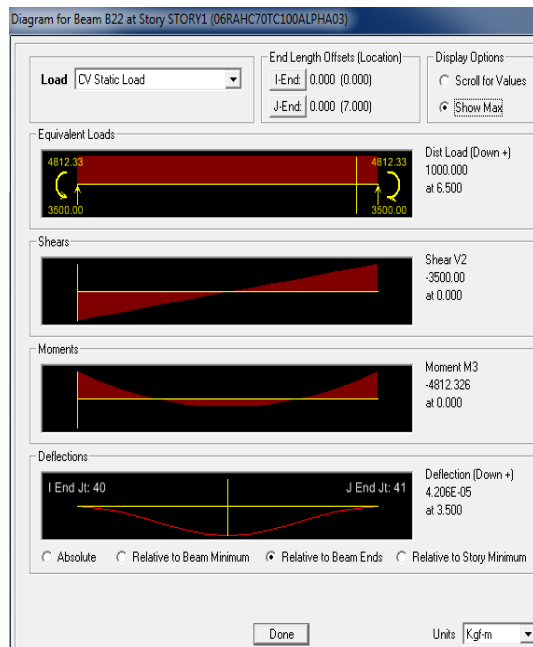 Diagram for Beam B22 at Story STORY1 (06RAHC70TC100ALPHA03)
Load CV Static Load
End Length Offsets (Location)
I-End: 0.000 (0.000)
J-End: 0.000 (7.000)
Display Options
Scroll for Values
Show Max
Equivalent Loads
4812.33 4812.33
3500.00 3500.00
Dist Load (Down +)
1000.000
at 6.500
Shears
Shear V2
-3500.00
at 0.000
Moments
Moment M3
-4812.326
at 0.000
Deflections
I End Jt: 40 J End Jt: 41
Deflection (Down +)
4.206E-05
at 3.500
Absolute Relative to Beam Minimum Relative to Beam Ends Relative to Story Minimum
Done Units Kgf-m